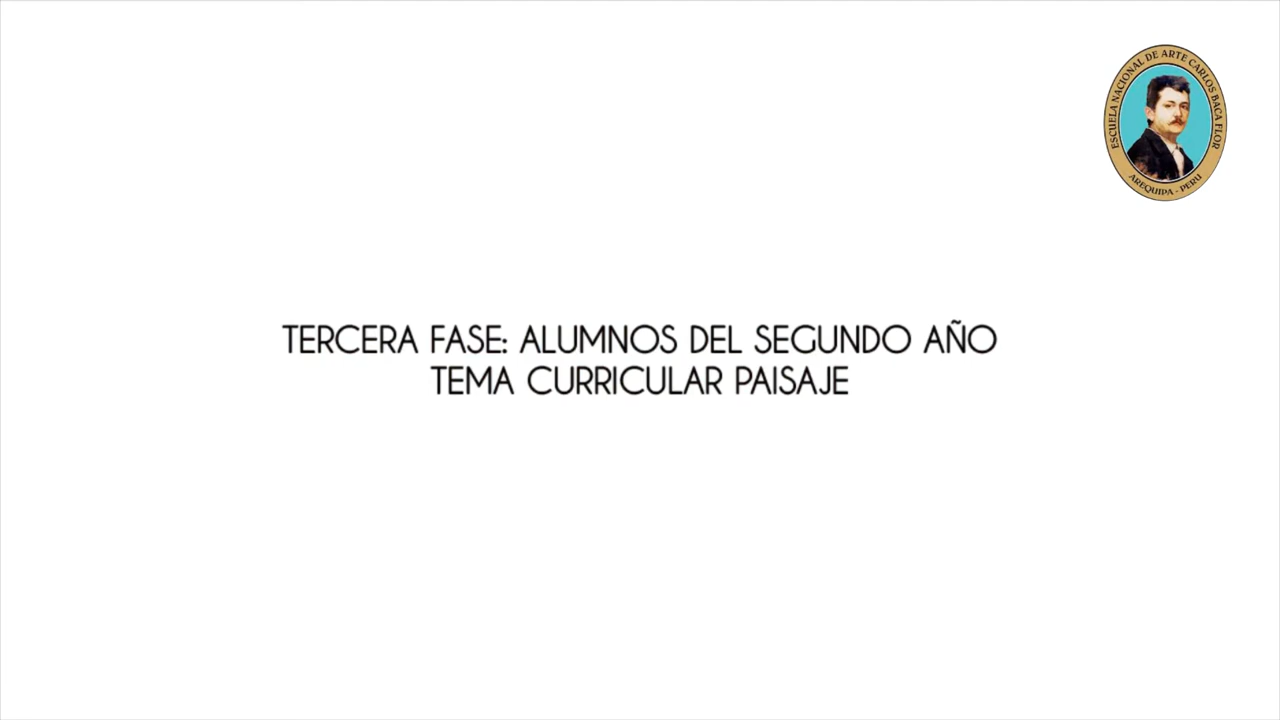 ESCUELA NACIONAL DE ARTE CARLOS BACA FLOR
AREQUIPA - PERU
TERCERA FASE: ALUMNOS DEL SEGUNDO AÑO
TEMA CURRICULAR PAISAJE